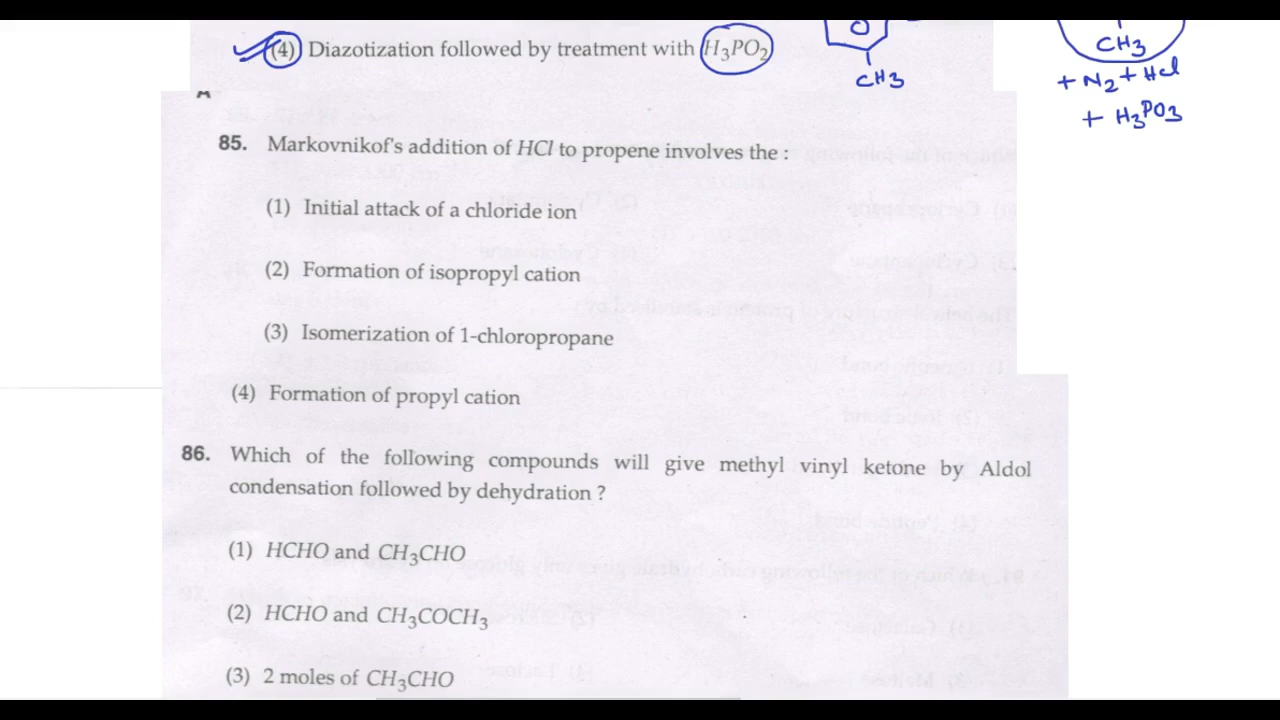 (4) Diazotization followed by treatment with H₃PO₂
CH3
CH3
+ N2 + HCl
+ H3PO3
A
85. Markovnikof's addition of HCl to propene involves the :
(1) Initial attack of a chloride ion
(2) Formation of isopropyl cation
(3) Isomerization of 1-chloropropane
(4) Formation of propyl cation
86. Which of the following compounds will give methyl vinyl ketone by Aldol
condensation followed by dehydration ?
(1) HCHO and CH₃CHO
(2) HCHO and CH₃COCH₃
(3) 2 moles of CH₃CHO